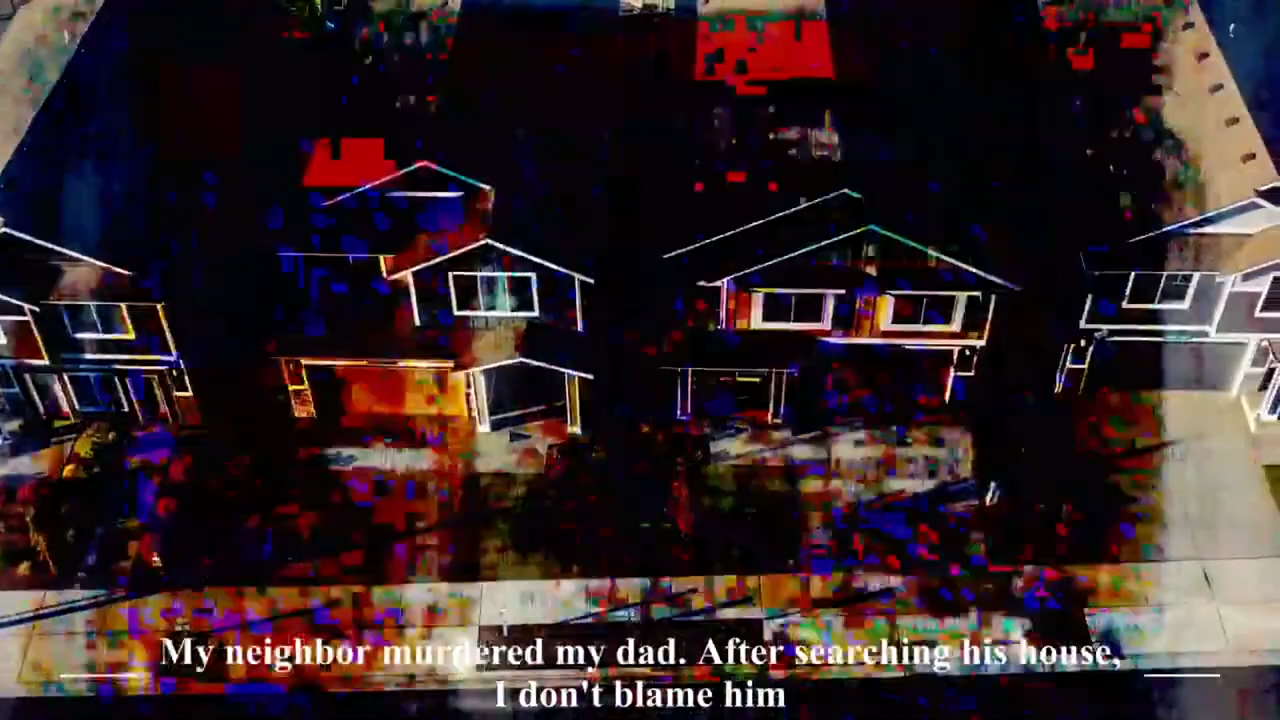 My neighbor murdered my dad. After searching his house,
I don't blame him